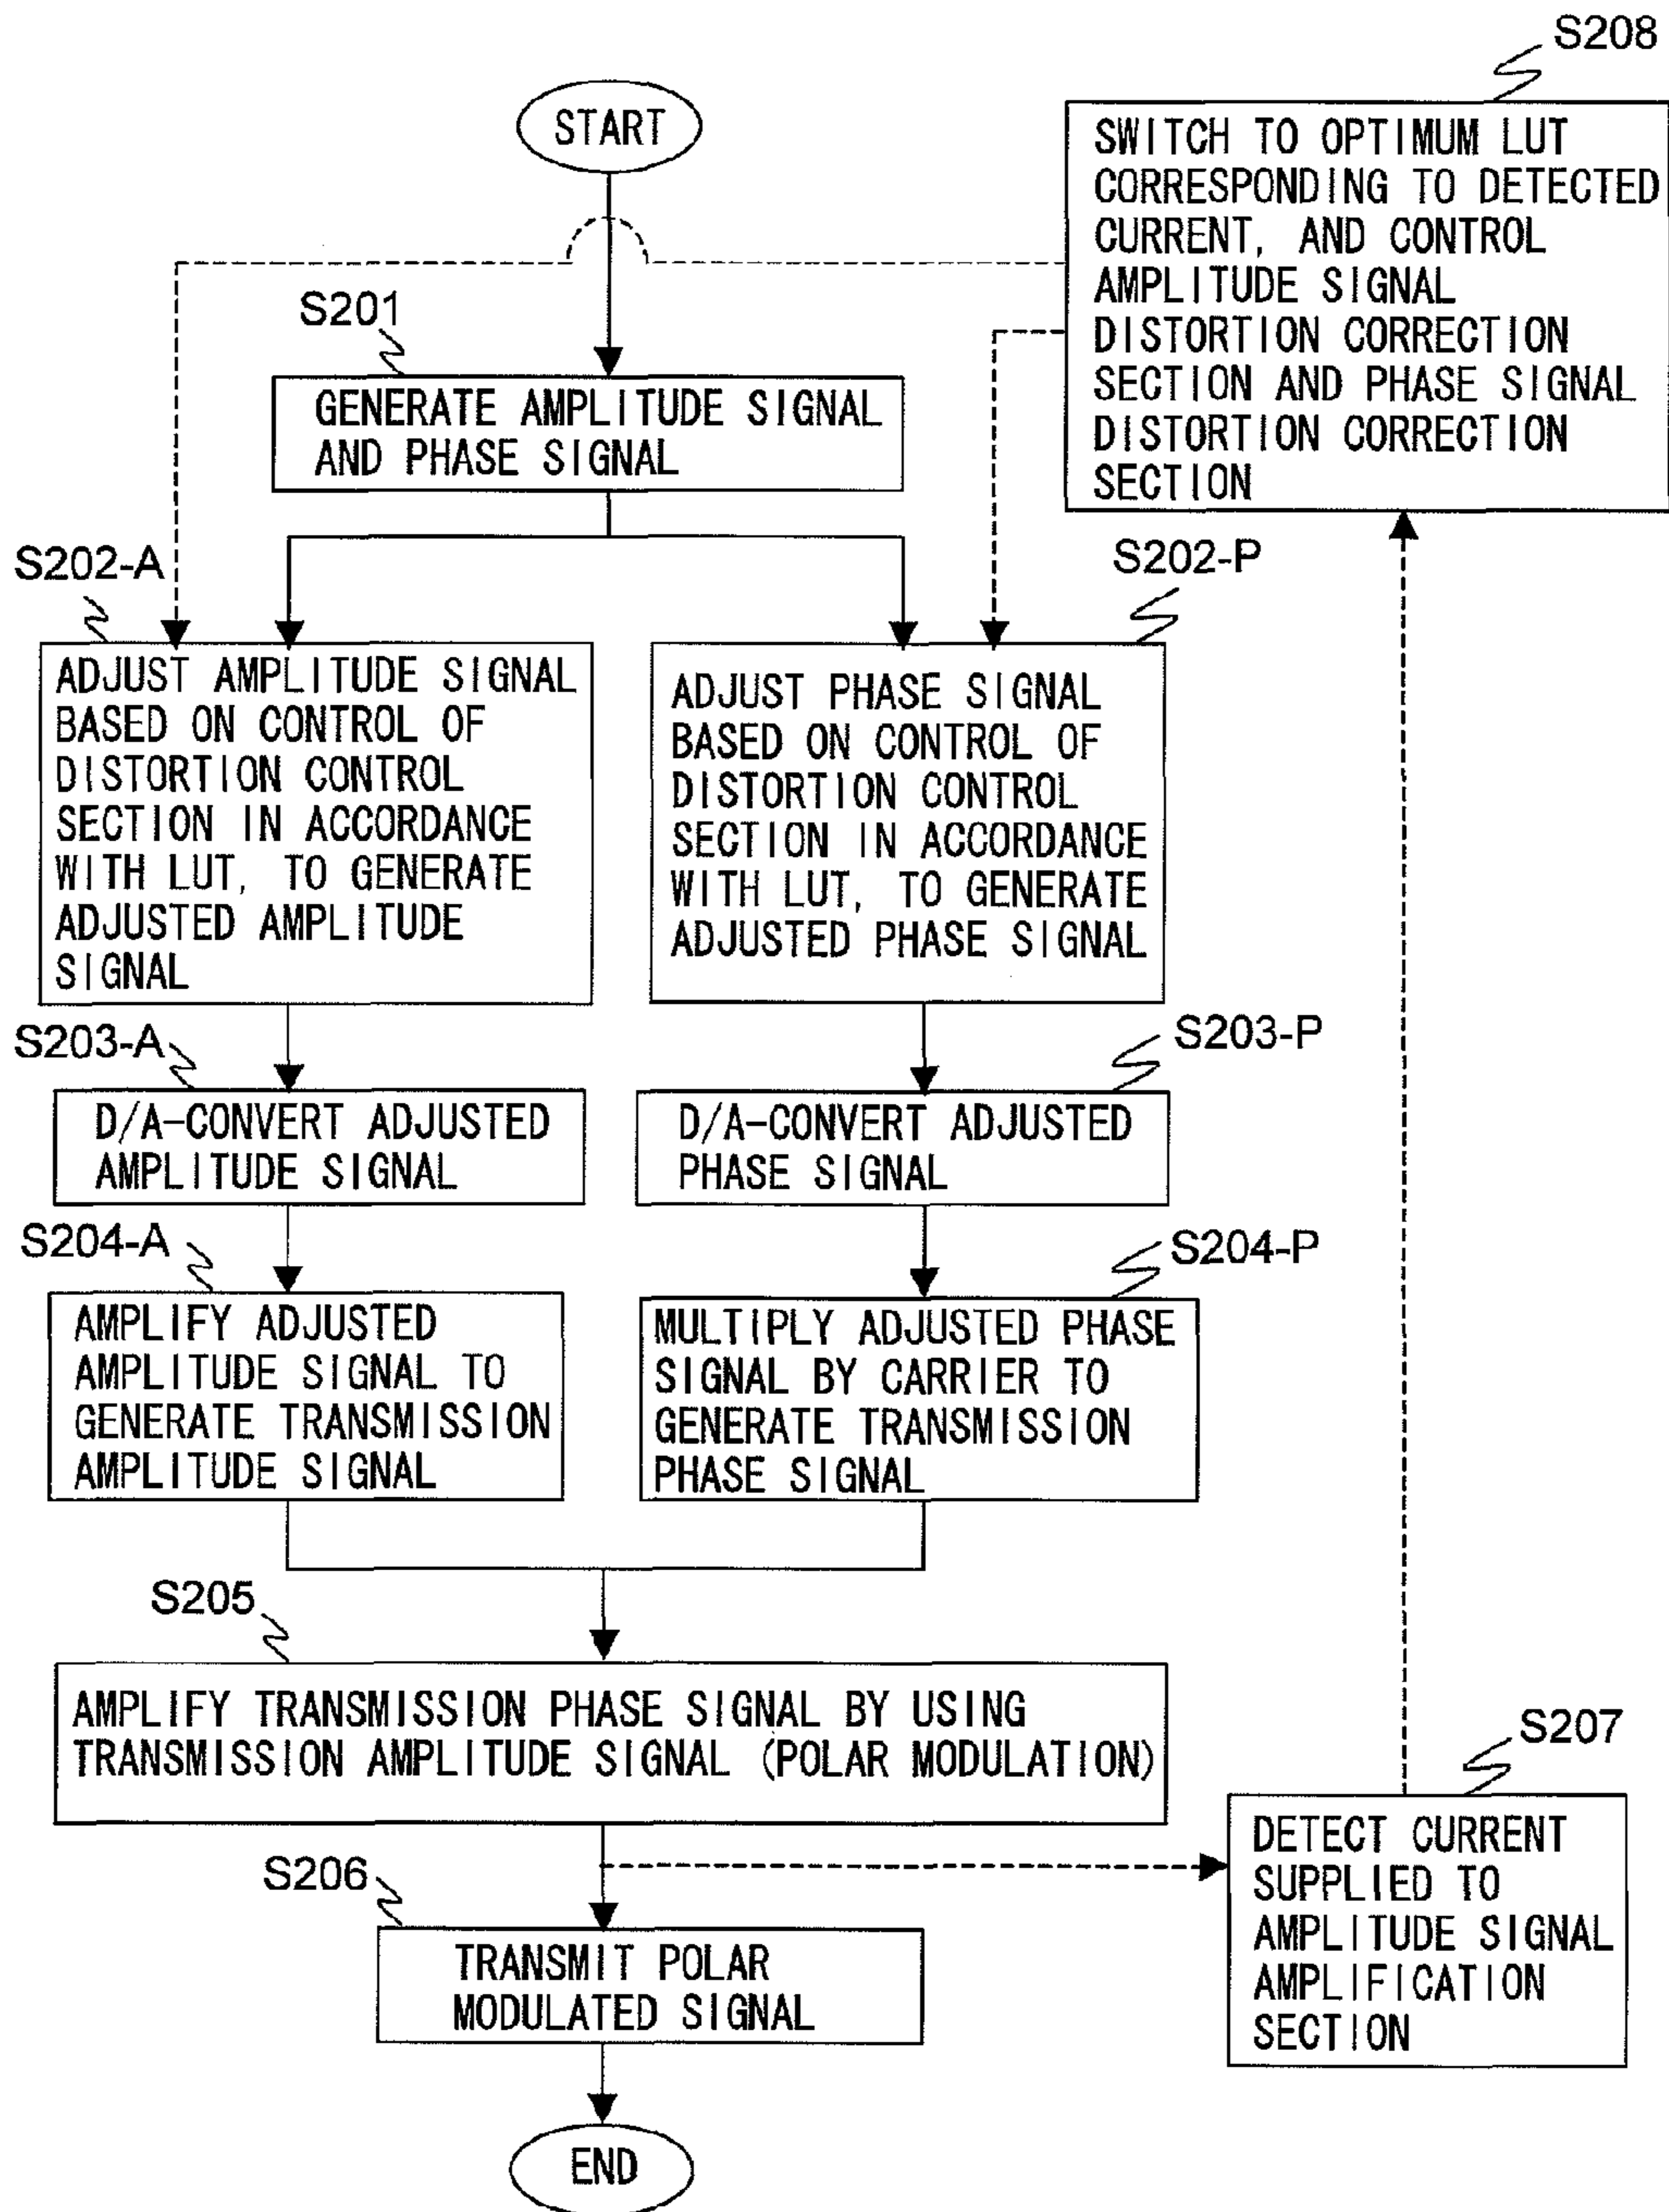 S208
START
SWITCH TO OPTIMUM LUT
CORRESPONDING TO DETECTED
CURRENT, AND CONTROL
AMPLITUDE SIGNAL
DISTORTION CORRECTION
SECTION AND PHASE SIGNAL
DISTORTION CORRECTION
SECTION
S201
GENERATE AMPLITUDE SIGNAL
AND PHASE SIGNAL
S202-A
ADJUST AMPLITUDE SIGNAL
BASED ON CONTROL OF
DISTORTION CONTROL
SECTION IN ACCORDANCE
WITH LUT, TO GENERATE
ADJUSTED AMPLITUDE
SIGNAL
S202-P
ADJUST PHASE SIGNAL
BASED ON CONTROL OF
DISTORTION CONTROL
SECTION IN ACCORDANCE
WITH LUT, TO GENERATE
ADJUSTED PHASE SIGNAL
S203-A
D/A-CONVERT ADJUSTED
AMPLITUDE SIGNAL
S203-P
D/A-CONVERT ADJUSTED
PHASE SIGNAL
S204-A
AMPLIFY ADJUSTED
AMPLITUDE SIGNAL TO
GENERATE TRANSMISSION
AMPLITUDE SIGNAL
S204-P
MULTIPLY ADJUSTED PHASE
SIGNAL BY CARRIER TO
GENERATE TRANSMISSION
PHASE SIGNAL
S205
AMPLIFY TRANSMISSION PHASE SIGNAL BY USING
TRANSMISSION AMPLITUDE SIGNAL (POLAR MODULATION)
S207
DETECT CURRENT
SUPPLIED TO
AMPLITUDE SIGNAL
AMPLIFICATION
SECTION
S206
TRANSMIT POLAR
MODULATED SIGNAL
END